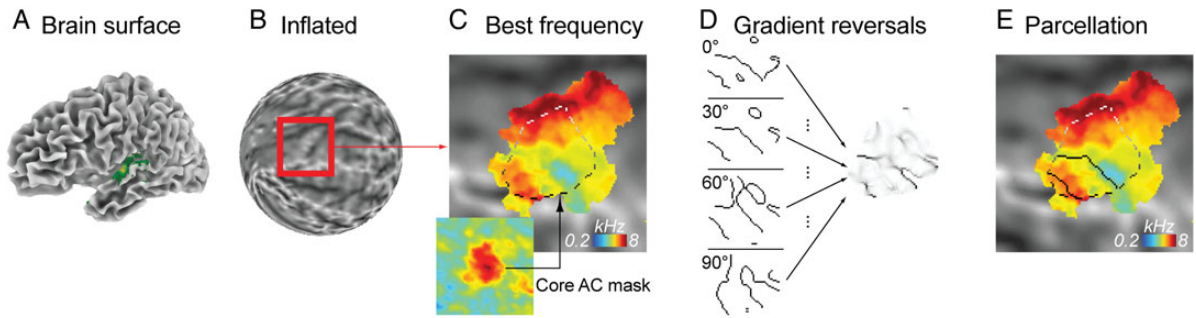 A Brain surface
B Inflated
C Best frequency
D Gradient reversals
E Parcellation
0°
30°
60°
90°
⋮
⋮
⋮
kHz
0.2 8
Core AC mask
kHz
0.2 8